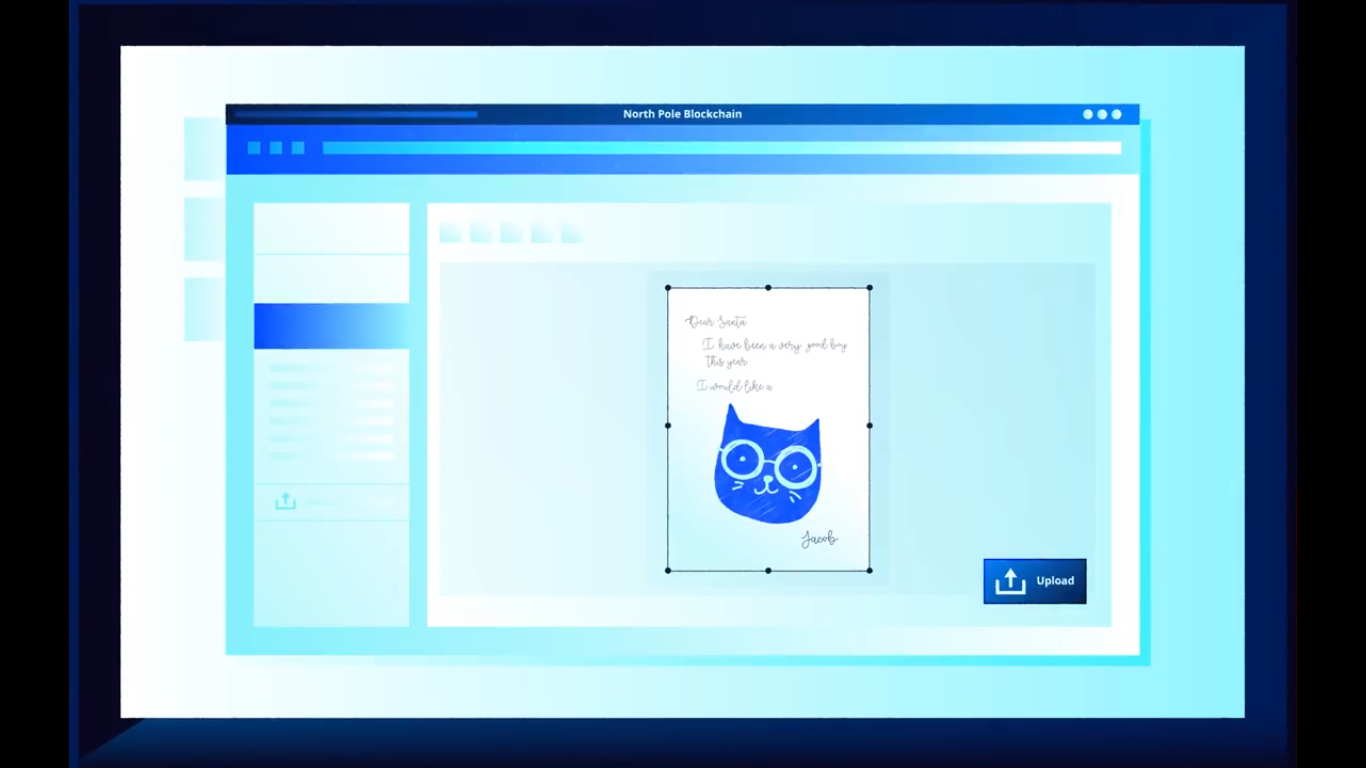 North Pole Blockchain
Dear Santa
I have been a very good boy
this year
I would like a
Jacob
Upload